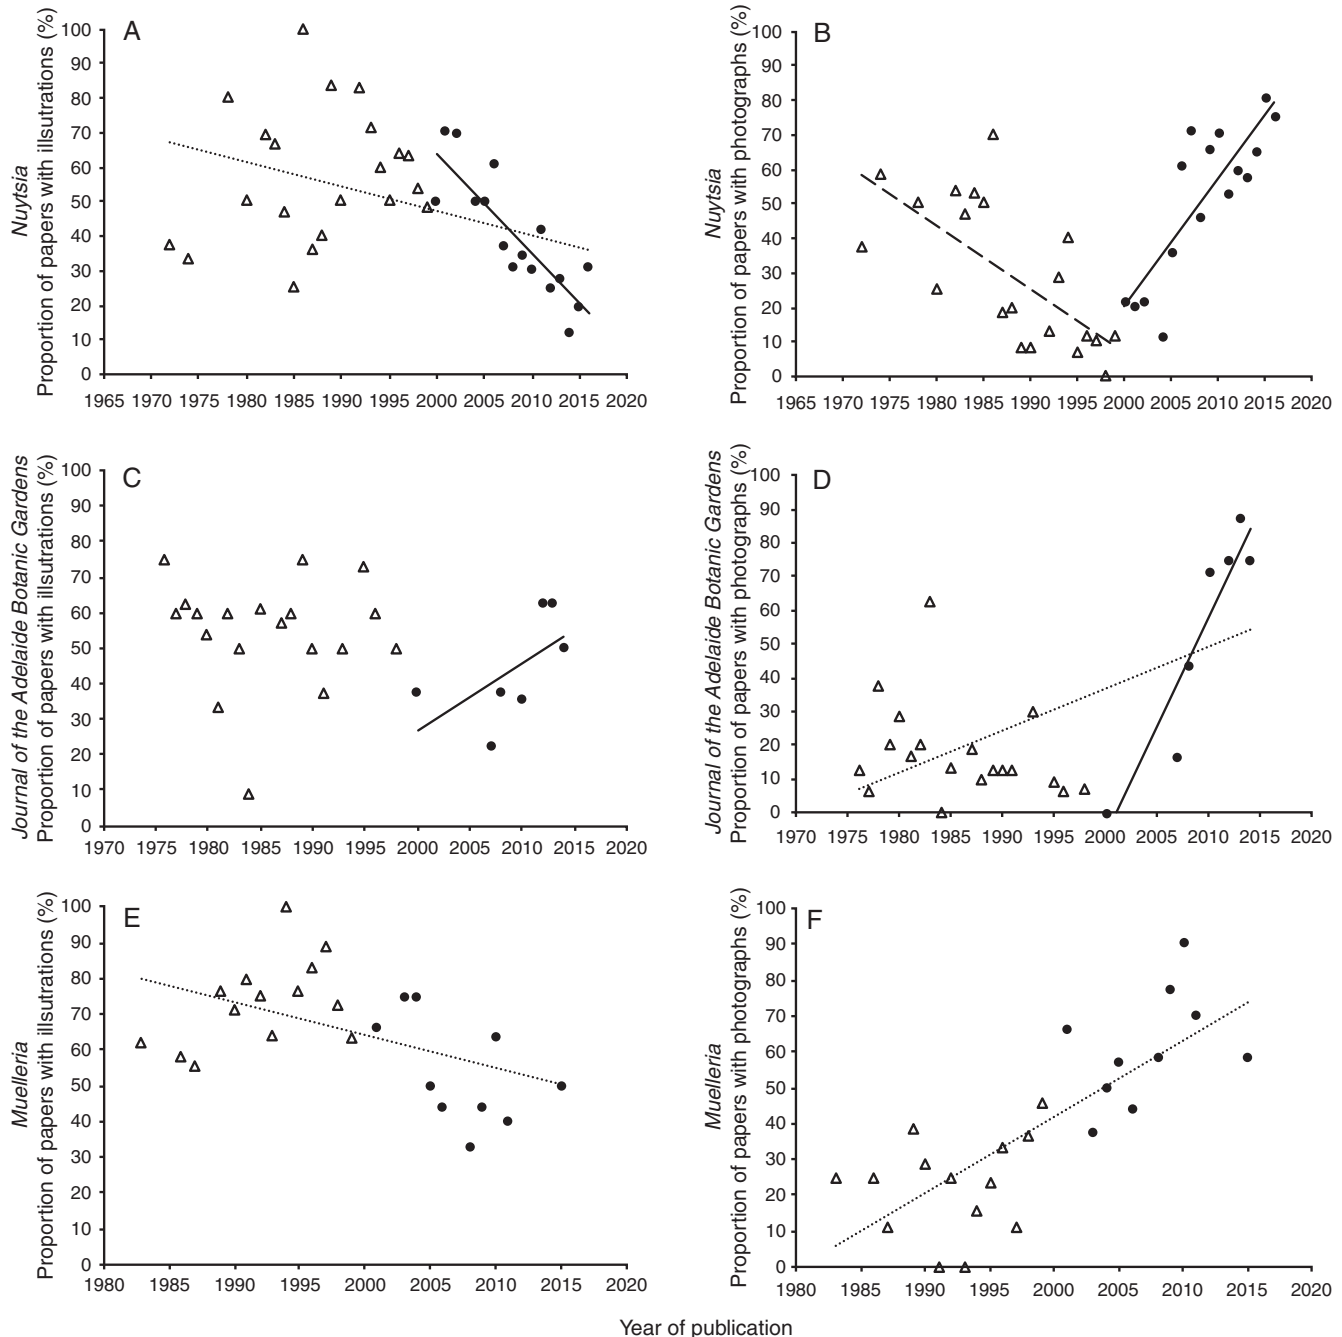 A
Nuytsia
Proportion of papers with illsutrations (%)
100
90
80
70
60
50
40
30
20
10
0
1965 1970 1975 1980 1985 1990 1995 2000 2005 2010 2015 2020
B
Nuytsia
Proportion of papers with photographs (%)
100
90
80
70
60
50
40
30
20
10
0
1965 1970 1975 1980 1985 1990 1995 2000 2005 2010 2015 2020
C
Journal of the Adelaide Botanic Gardens
Proportion of papers with illsutrations (%)
100
90
80
70
60
50
40
30
20
10
0
1970 1975 1980 1985 1990 1995 2000 2005 2010 2015 2020
D
Journal of the Adelaide Botanic Gardens
Proportion of papers with photographs (%)
100
90
80
70
60
50
40
30
20
10
0
1970 1975 1980 1985 1990 1995 2000 2005 2010 2015 2020
E
Muelleria
Proportion of papers with illsutrations (%)
100
90
80
70
60
50
40
30
20
10
0
1980 1985 1990 1995 2000 2005 2010 2015 2020
F
Muelleria
Proportion of papers with photographs (%)
100
90
80
70
60
50
40
30
20
10
0
1980 1985 1990 1995 2000 2005 2010 2015 2020
Year of publication